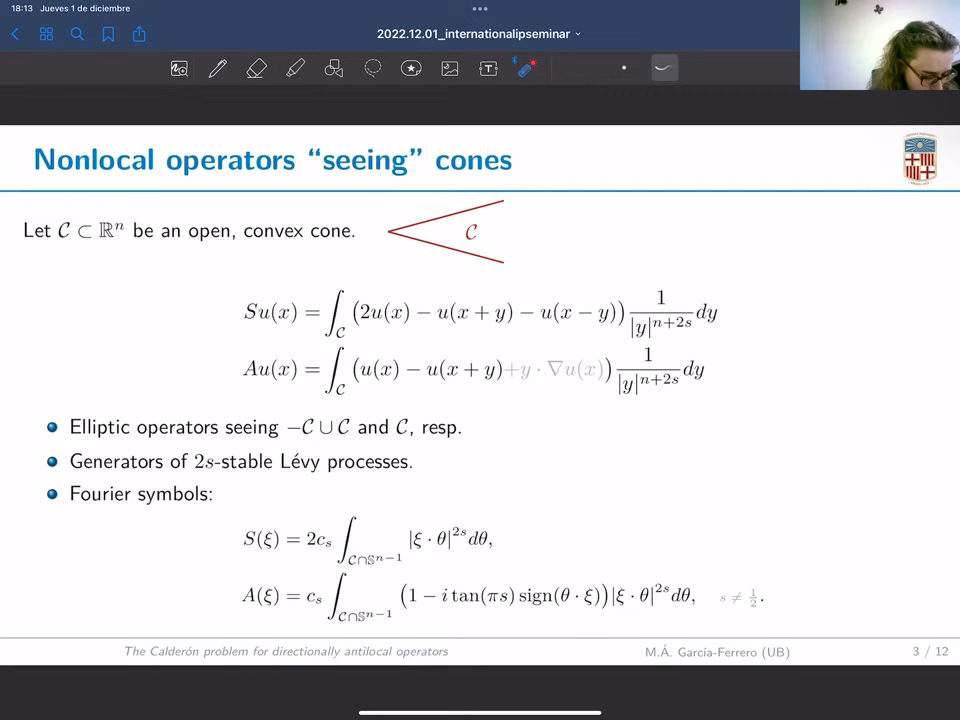 18:13 Jueves 1 de diciembre
2022.12.01_internationalipseminar
Nonlocal operators “seeing” cones
Let 𝒞 ⊂ ℝⁿ be an open, convex cone.
𝒞
Su(x) = ∫_𝒞 (2u(x) − u(x + y) − u(x − y)) 1/|y|^{n+2s} dy
Au(x) = ∫_𝒞 (u(x) − u(x + y)+y · ∇u(x)) 1/|y|^{n+2s} dy
Elliptic operators seeing −𝒞 ∪ 𝒞 and 𝒞, resp.
Generators of 2s-stable Lévy processes.
Fourier symbols:
S(ξ) = 2c_s ∫_{𝒞∩𝕊^{n−1}} |ξ · θ|^{2s} dθ,
A(ξ) = c_s ∫_{𝒞∩𝕊^{n−1}} (1 − i tan(πs) sign(θ · ξ))|ξ · θ|^{2s} dθ, s ≠ 1/2.
The Calderón problem for directionally antilocal operators
M.Á. García-Ferrero (UB)
3 / 12